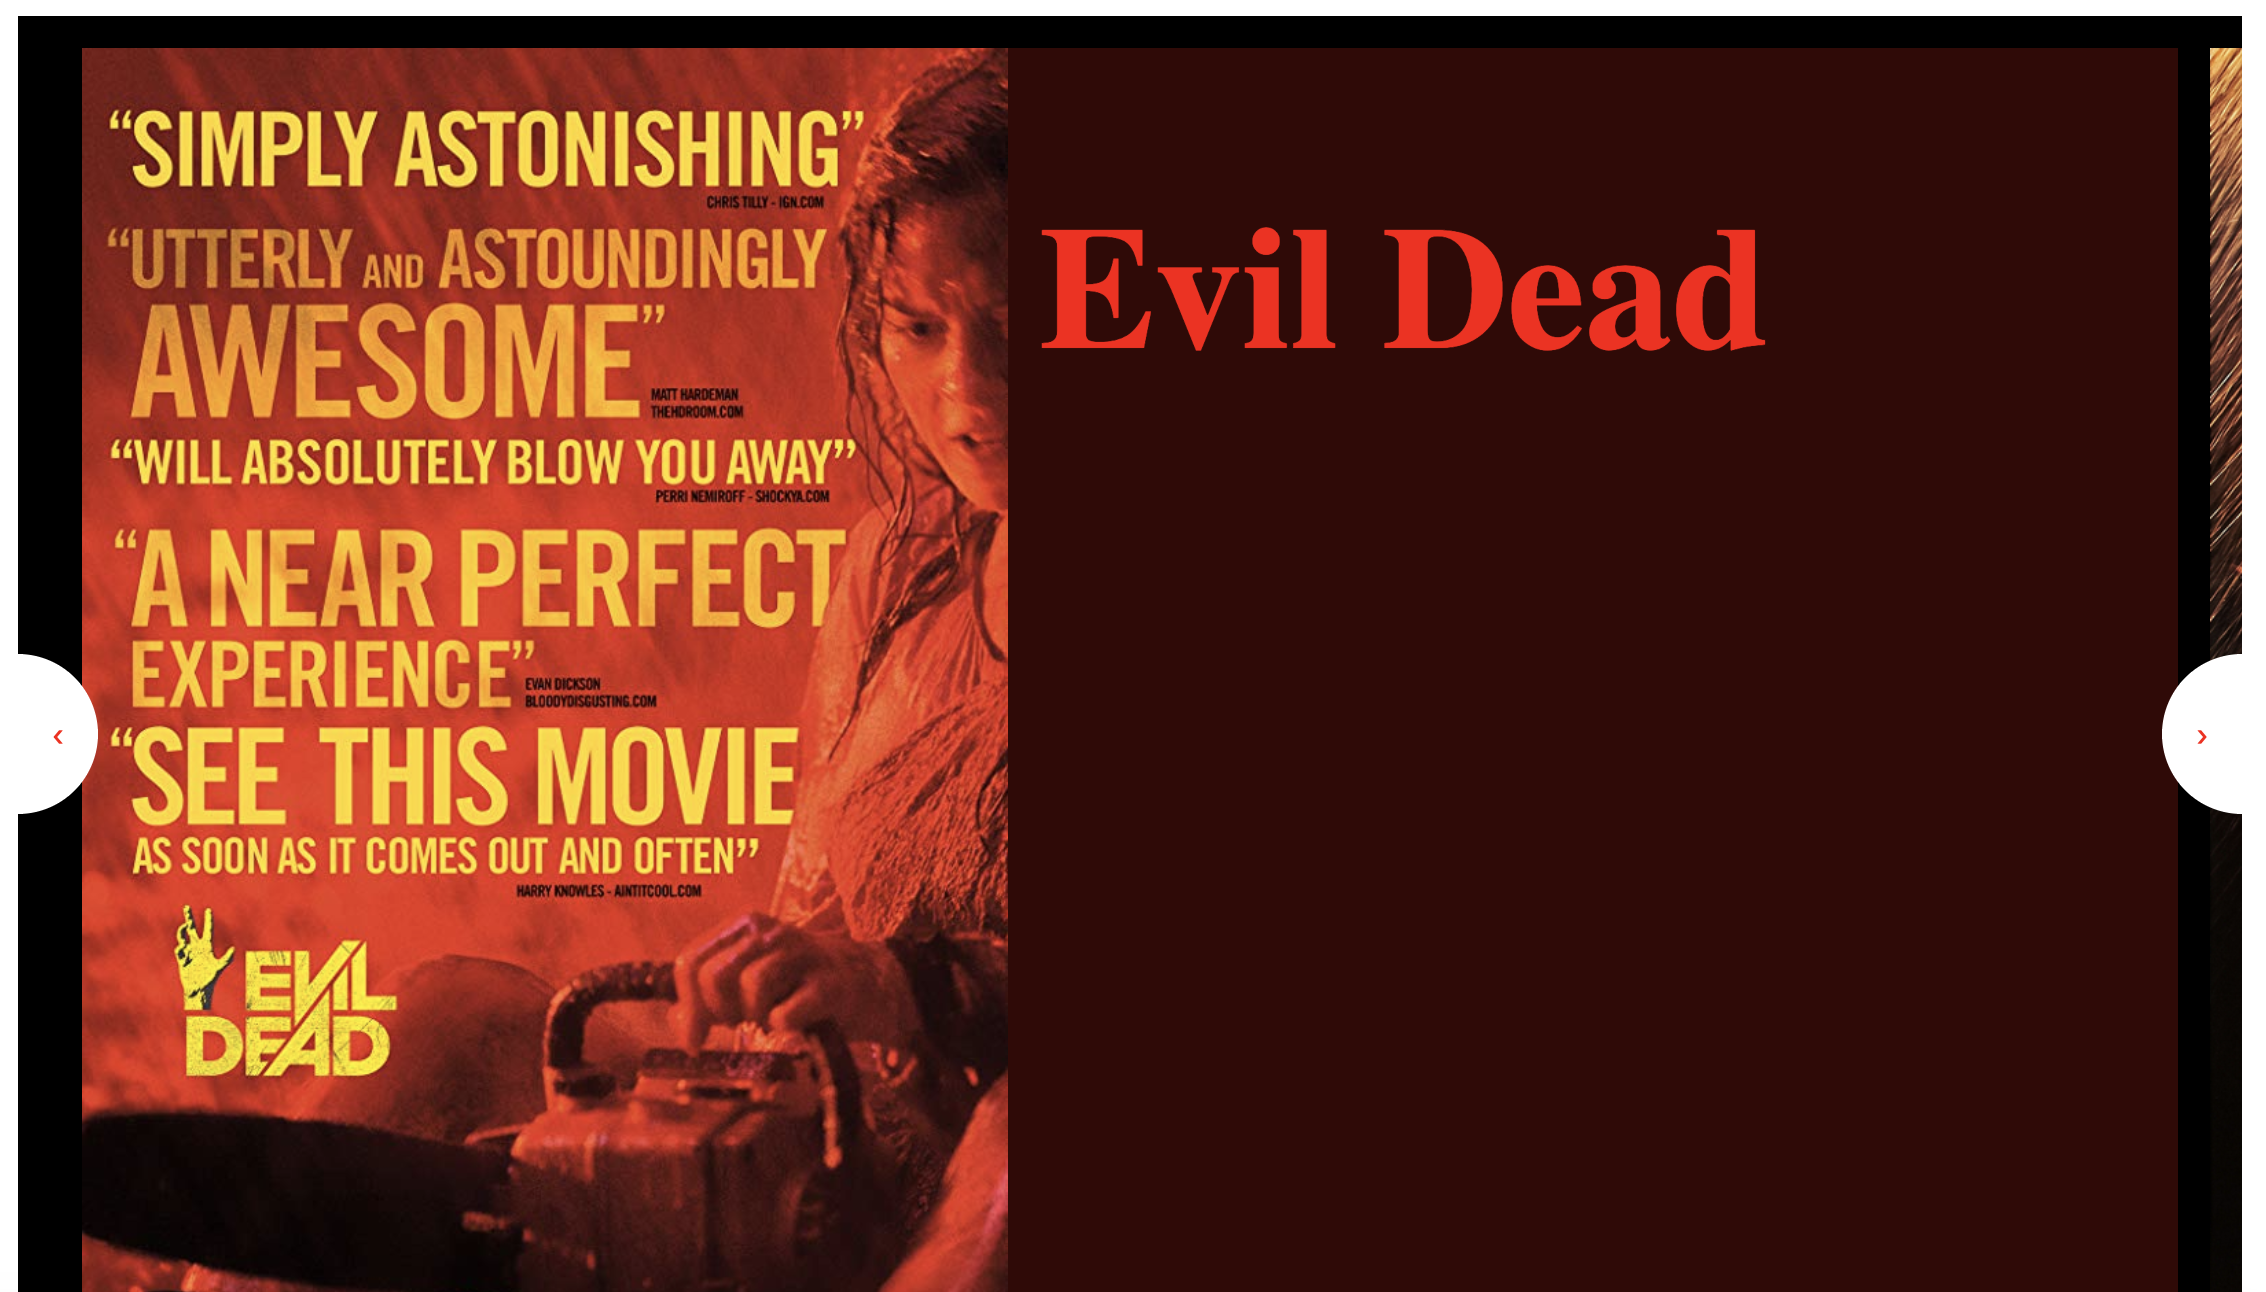 “SIMPLY ASTONISHING”
CHRIS TILLY - IGN.COM
“UTTERLY AND ASTOUNDINGLY
AWESOME”
MATT HARDEMAN
THEHDROOM.COM
“WILL ABSOLUTELY BLOW YOU AWAY”
PERRI NEMIROFF - SHOCKYA.COM
“A NEAR PERFECT
EXPERIENCE”
EVAN DICKSON
BLOODYDISGUSTING.COM
“SEE THIS MOVIE
AS SOON AS IT COMES OUT AND OFTEN”
HARRY KNOWLES - AINTITCOOL.COM
EVIL
DEAD
Evil Dead
‹
›